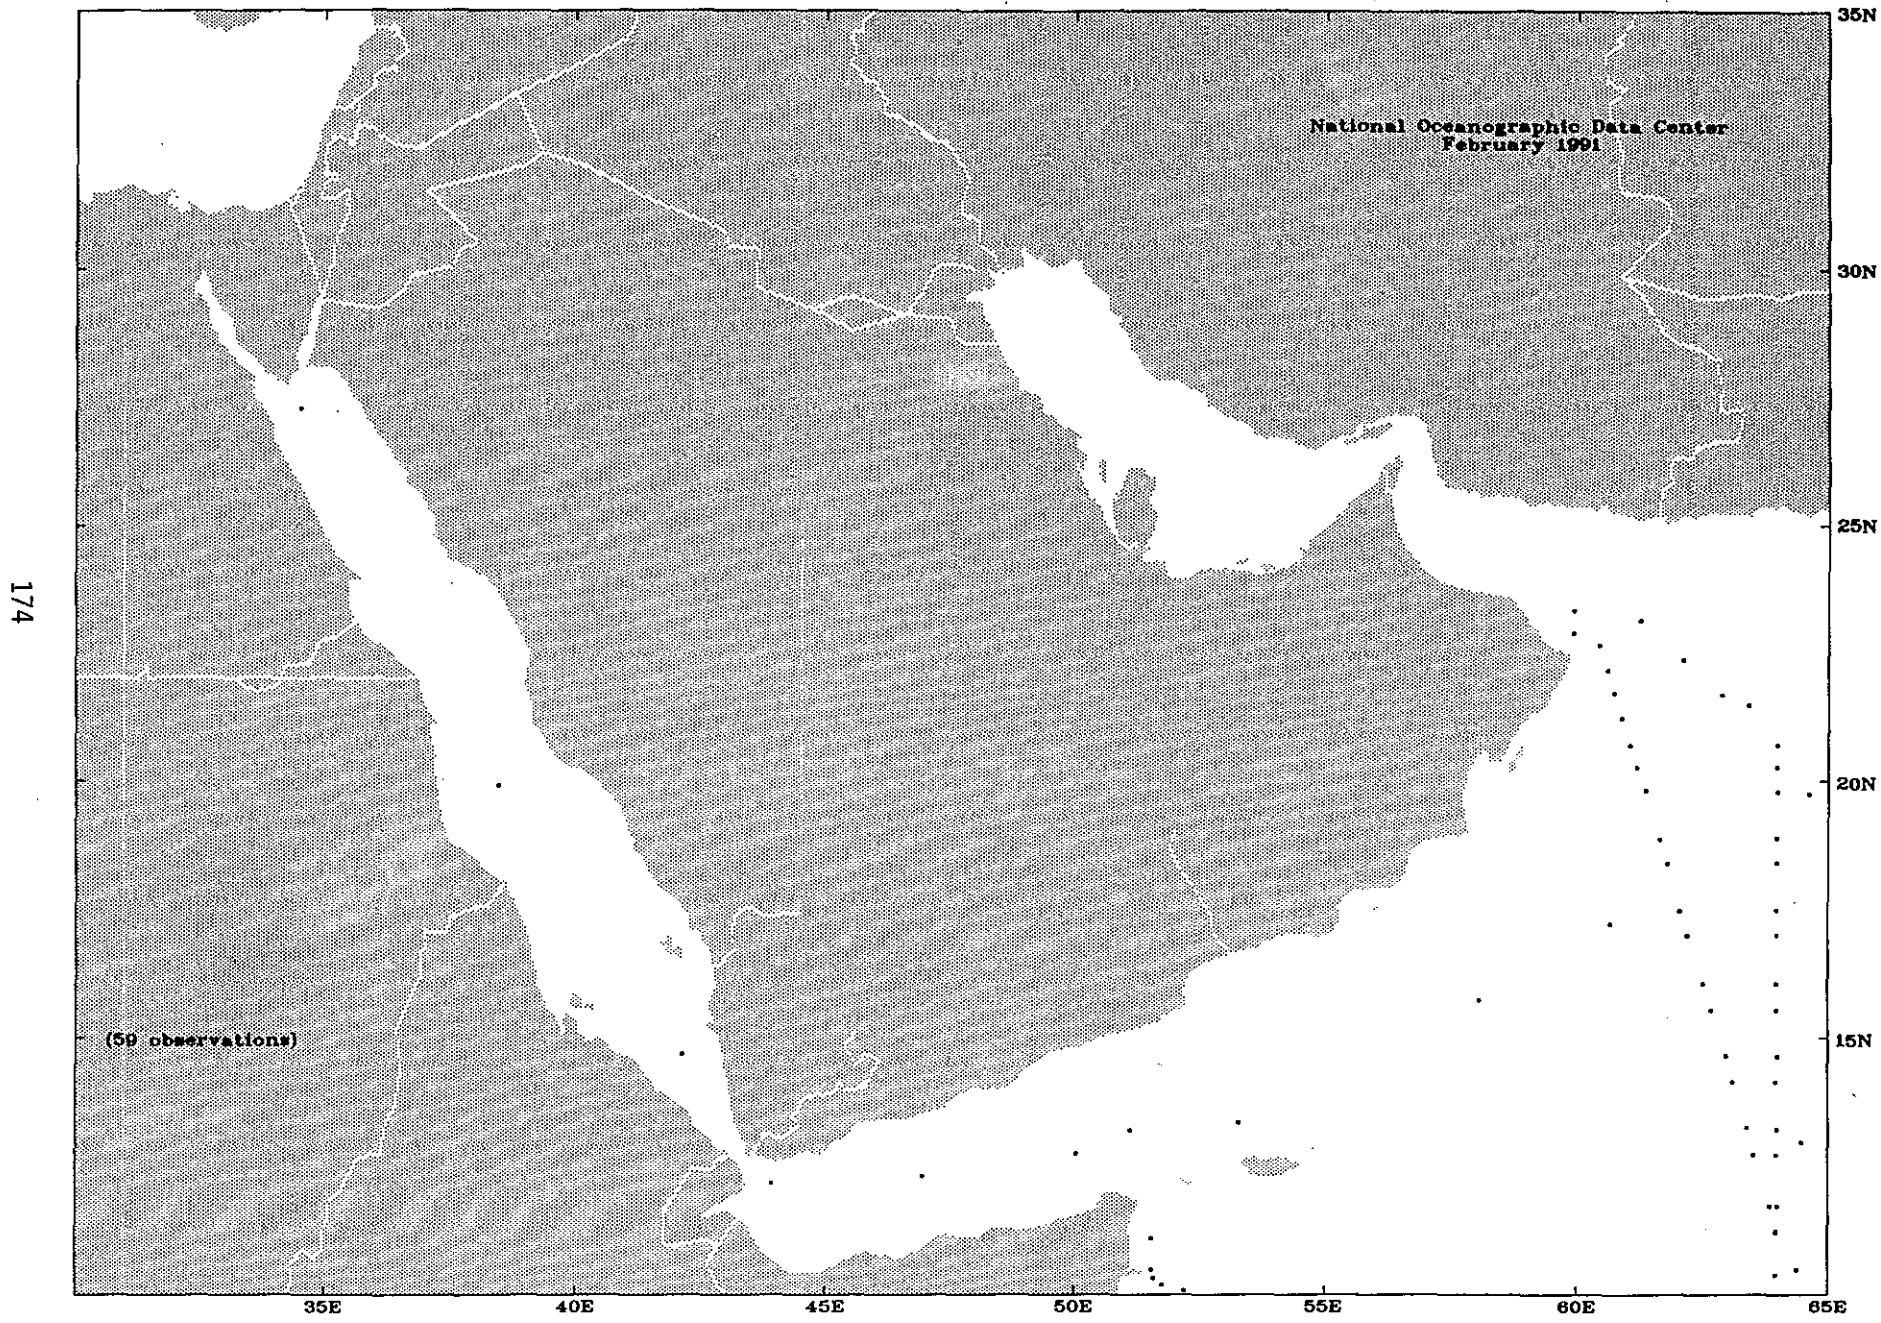 35N
National Oceanographic Data Center
February 1991
30N
25N
174
20N
(59 observations)
15N
35E
40E
45E
50E
55E
60E
65E